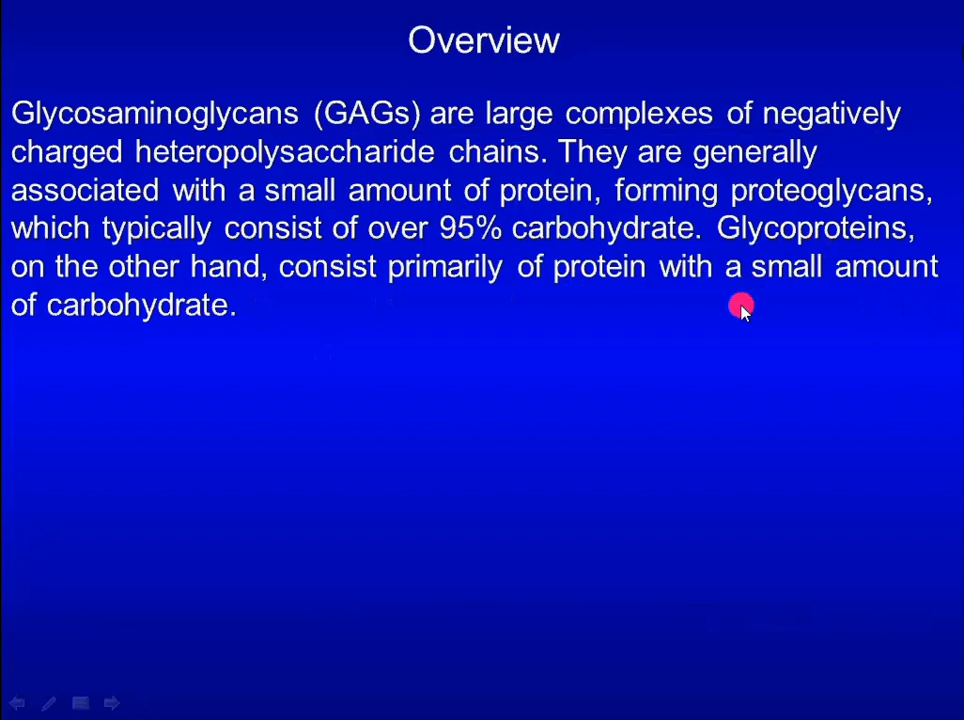 Overview
Glycosaminoglycans (GAGs) are large complexes of negatively
charged heteropolysaccharide chains. They are generally
associated with a small amount of protein, forming proteoglycans,
which typically consist of over 95% carbohydrate. Glycoproteins,
on the other hand, consist primarily of protein with a small amount
of carbohydrate.